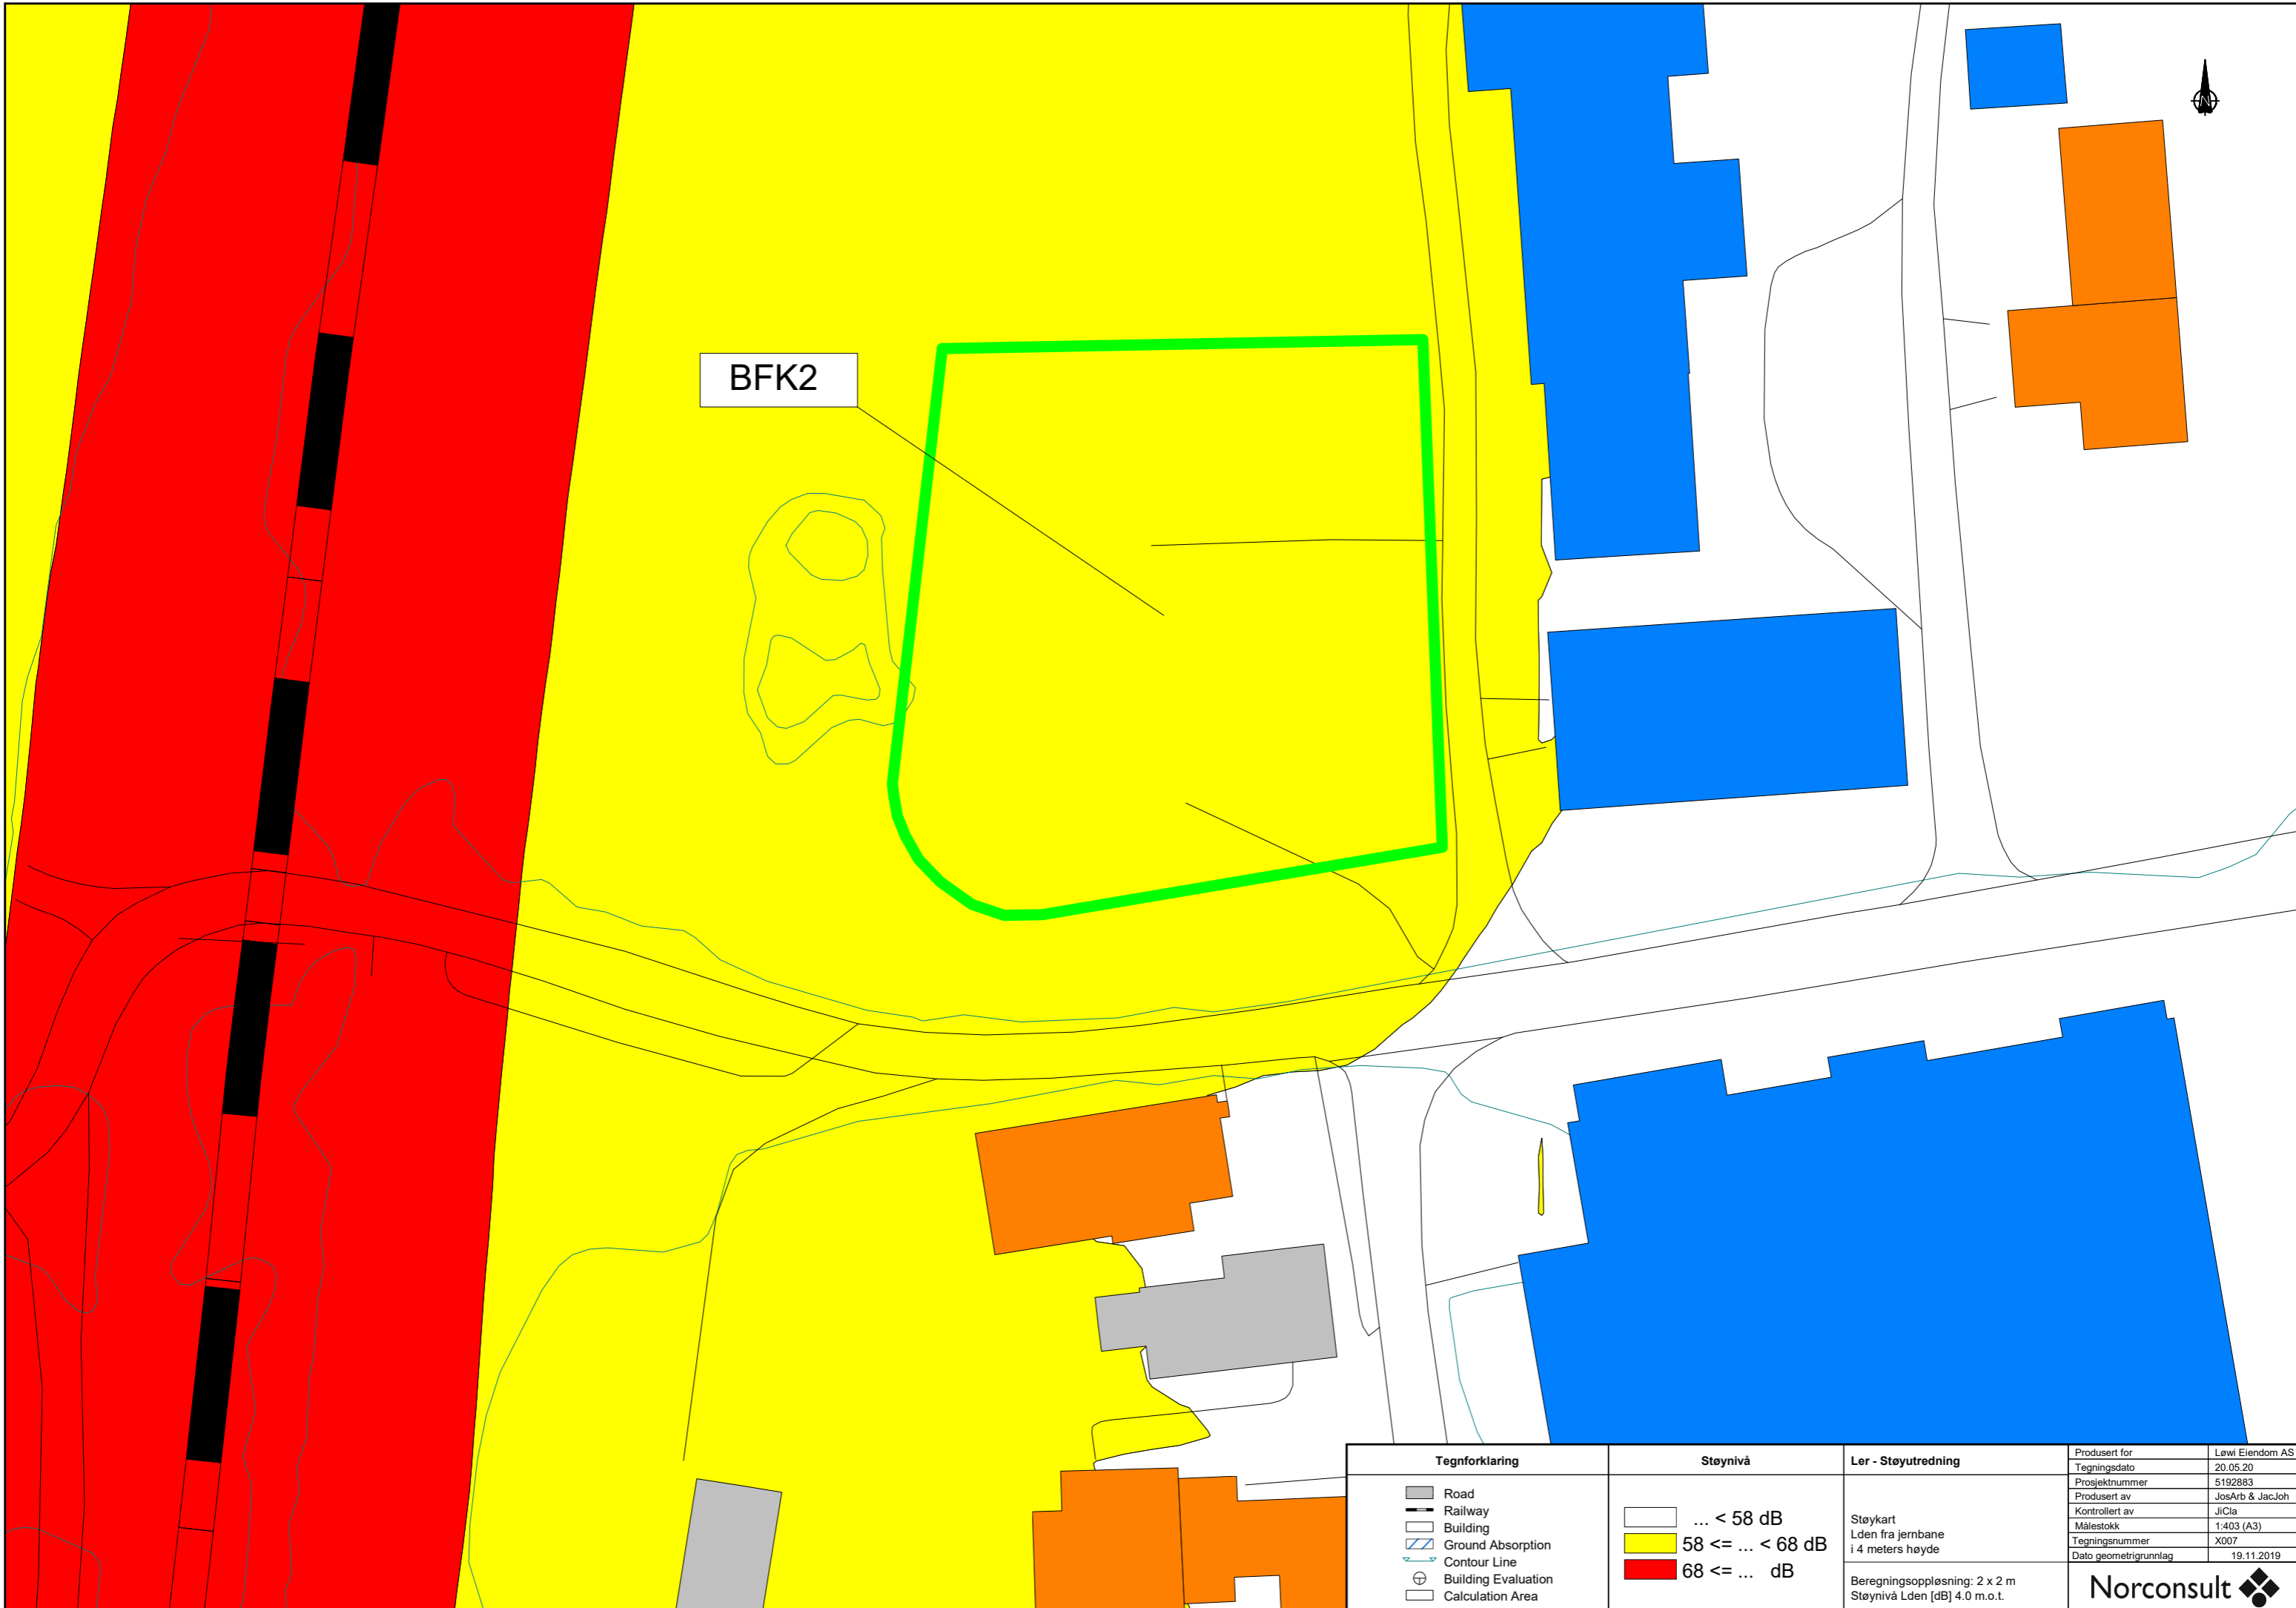 N
BFK2
Tegnforklaring
Road
Railway
Building
Ground Absorption
Contour Line
Building Evaluation
Calculation Area
Støynivå
... < 58 dB
58 <= ... < 68 dB
68 <= ... dB
Ler - Støyutredning
Støykart
Lden fra jernbane
i 4 meters høyde
Beregningsoppløsning: 2 x 2 m
Støynivå Lden [dB] 4.0 m.o.t.
Produsert for Løwi Eiendom AS
Tegningsdato 20.05.20
Prosjektnummer 5192883
Produsert av JosArb & JacJoh
Kontrollert av JiCla
Målestokk 1:403 (A3)
Tegningsnummer X007
Dato geometrigrunnlag 19.11.2019
Norconsult